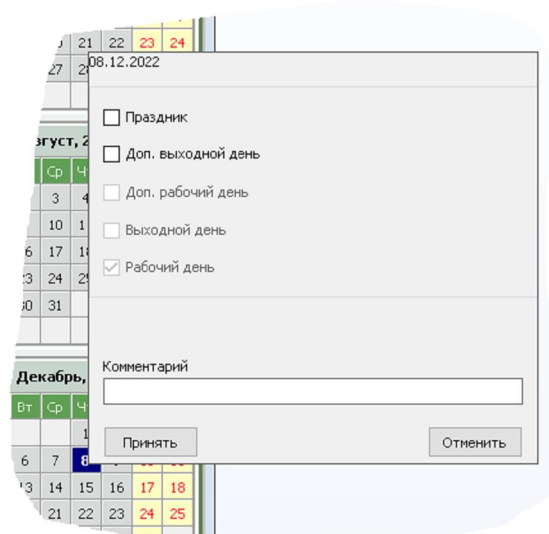 21 22 23 24
27
08.12.2022
Праздник
Доп. выходной день
Доп. рабочий день
Выходной день
Рабочий день
Ср
3 4
10
17
24
31
Комментарий
Декабрь,
Вт Ср
Принять Отменить
6 7 8
14 15 16 17 18
21 22 23 24 25